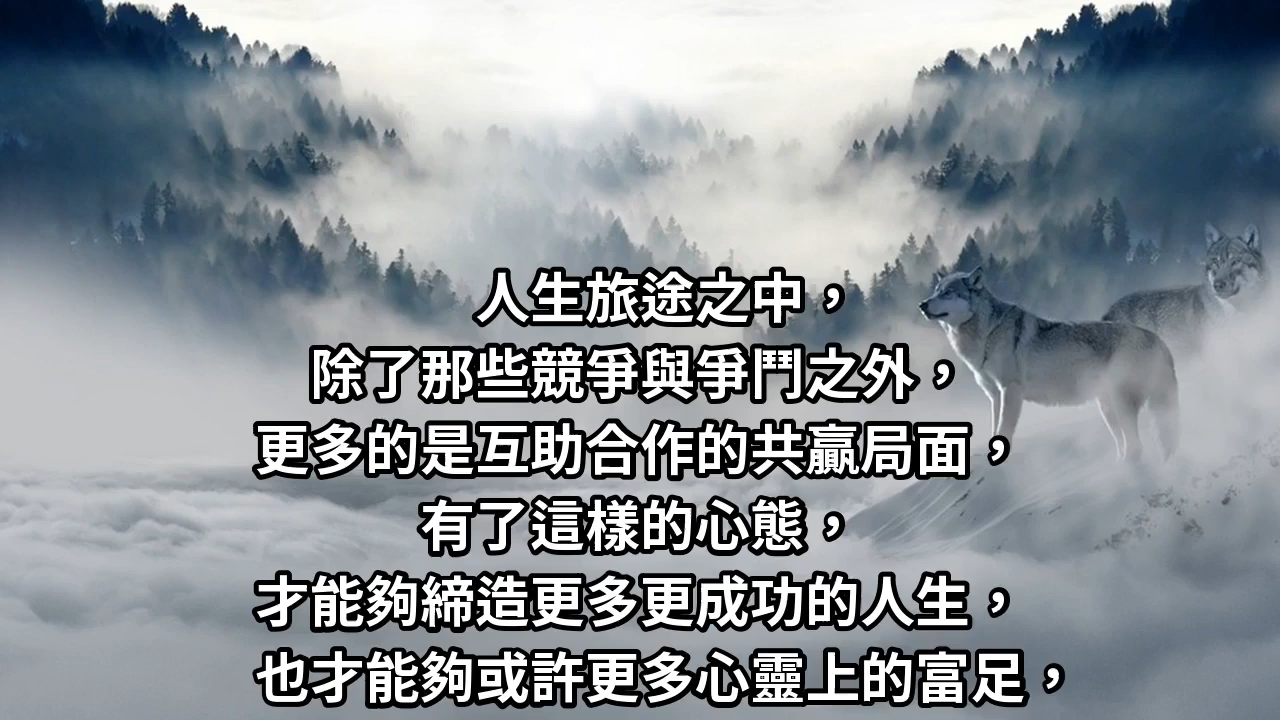 人生旅途之中，
除了那些競爭與爭鬥之外，
更多的是互助合作的共贏局面，
有了這樣的心態，
才能夠締造更多更成功的人生，
也才能夠或許更多心靈上的富足，